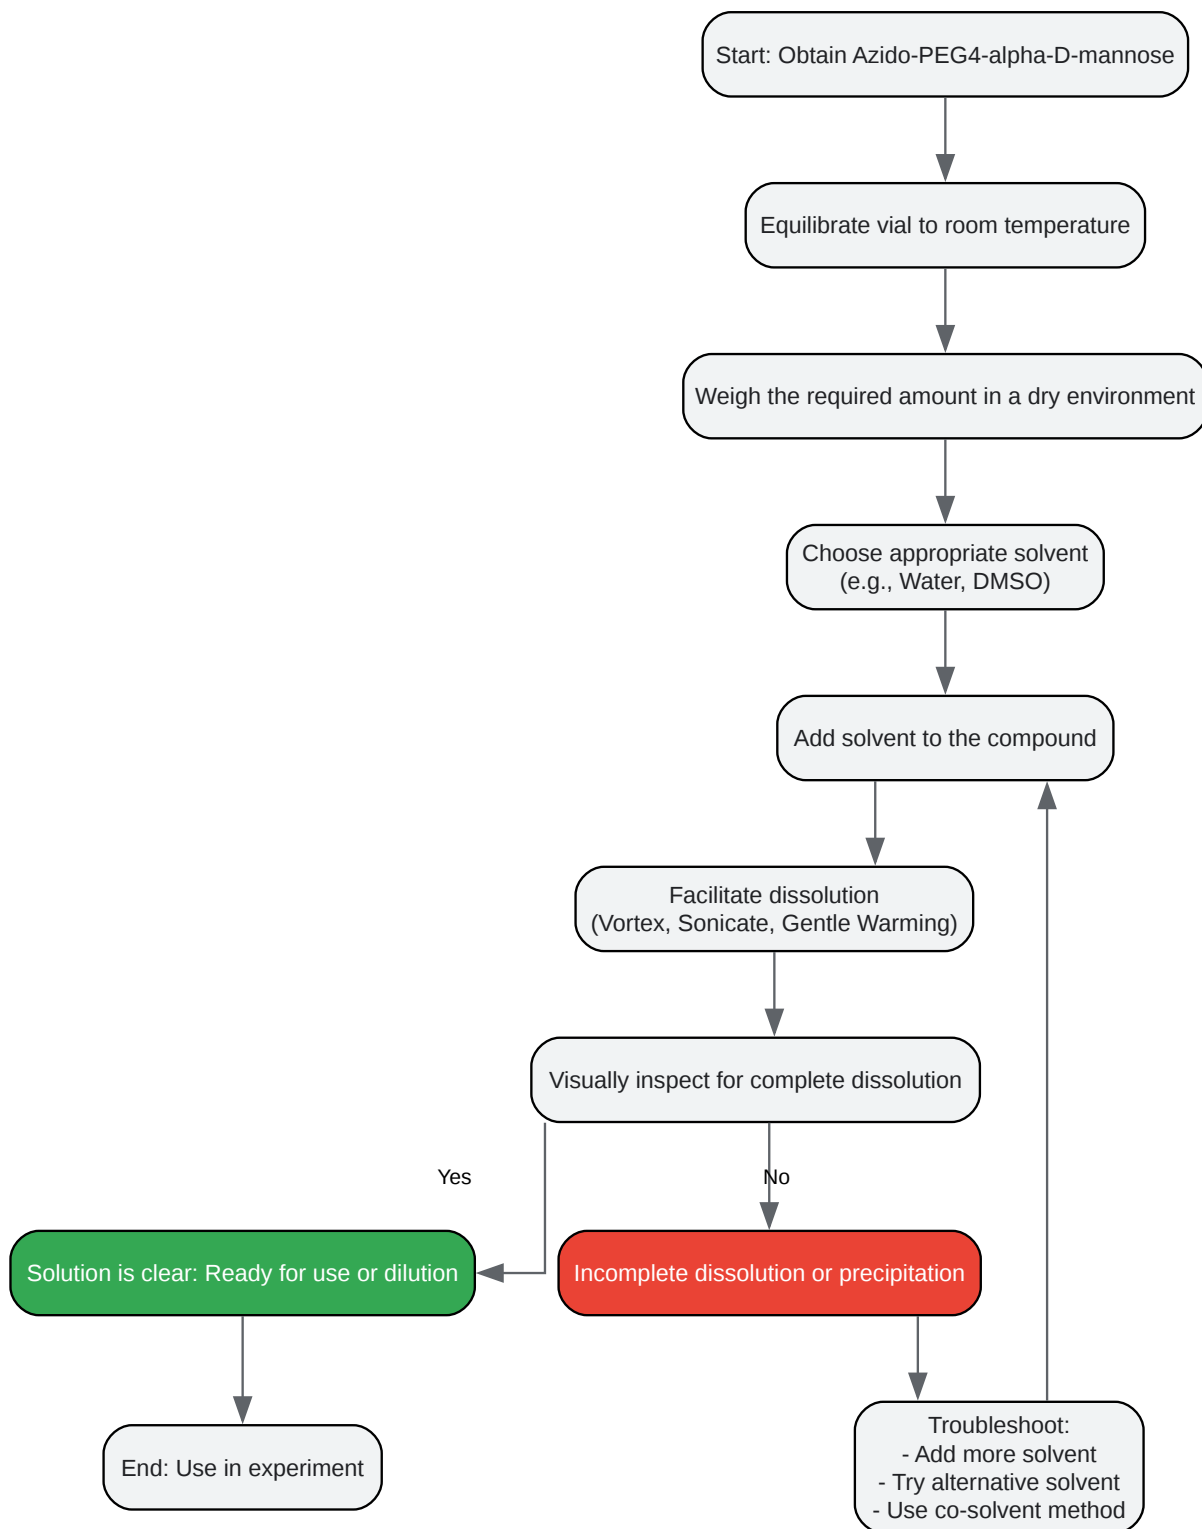 Start: Obtain Azido-PEG4-alpha-D-mannose
Equilibrate vial to room temperature
Weigh the required amount in a dry environment
Choose appropriate solvent
(e.g., Water, DMSO)
Add solvent to the compound
Facilitate dissolution
(Vortex, Sonicate, Gentle Warming)
Visually inspect for complete dissolution
Yes
No
Solution is clear: Ready for use or dilution
Incomplete dissolution or precipitation
End: Use in experiment
Troubleshoot:
- Add more solvent
- Try alternative solvent
- Use co-solvent method